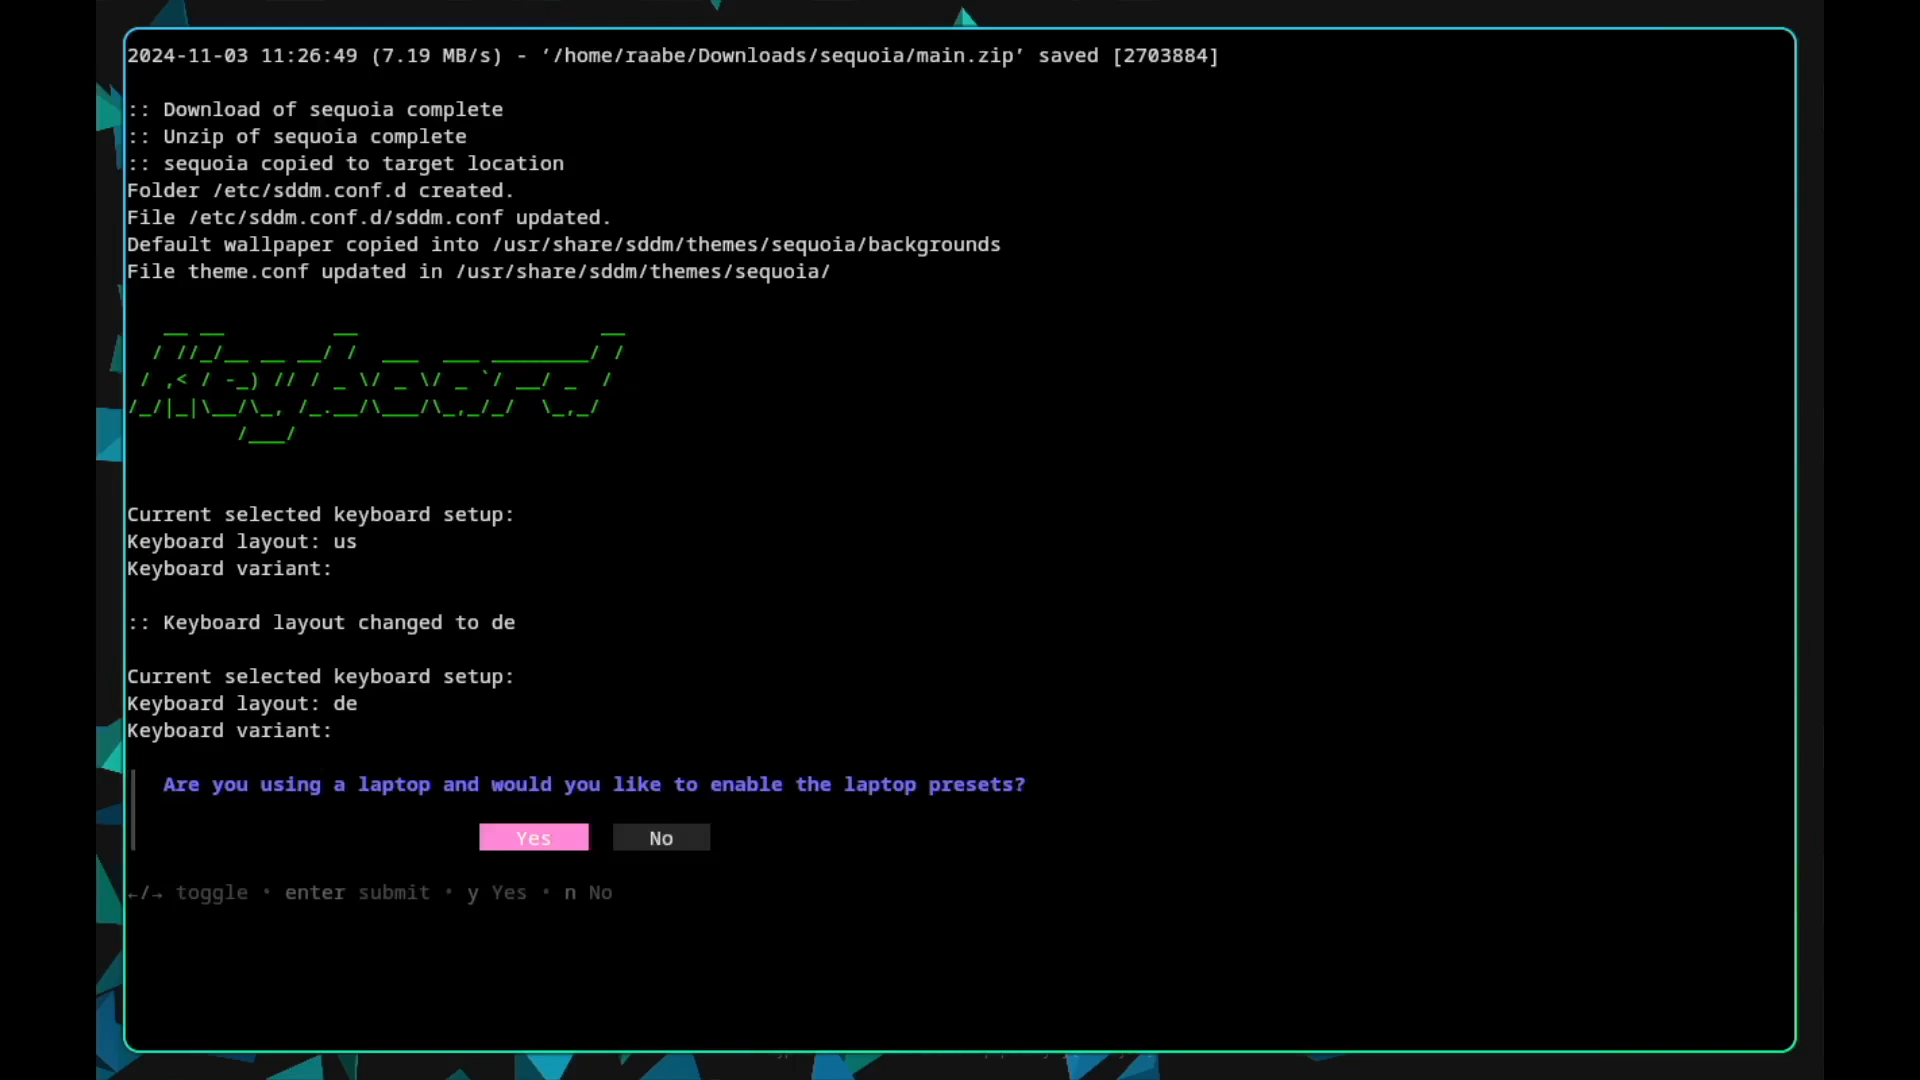 2024-11-03 11:26:49 (7.19 MB/s) - ‘/home/raabe/Downloads/sequoia/main.zip’ saved [2703884]
:: Download of sequoia complete
:: Unzip of sequoia complete
:: sequoia copied to target location
Folder /etc/sddm.conf.d created.
File /etc/sddm.conf.d/sddm.conf updated.
Default wallpaper copied into /usr/share/sddm/themes/sequoia/backgrounds
File theme.conf updated in /usr/share/sddm/themes/sequoia/
Keyboard
Current selected keyboard setup:
Keyboard layout: us
Keyboard variant:
:: Keyboard layout changed to de
Current selected keyboard setup:
Keyboard layout: de
Keyboard variant:
Are you using a laptop and would you like to enable the laptop presets?
Yes No
←/→ toggle • enter submit • y Yes • n No